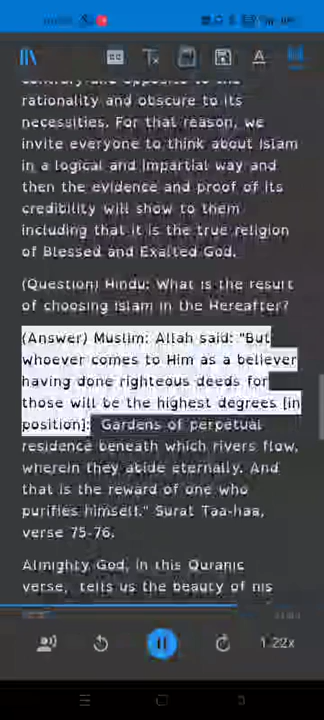 rationality and obscure to its
necessities. For that reason, we
invite everyone to think about Islam
in a logical and impartial way and
then the evidence and proof of its
credibility will show to them
including that it is the true religion
of Blessed and Exalted God.
(Question) Hindu: What is the result
of choosing Islam in the Hereafter?
(Answer) Muslim: Allah said: "But
whoever comes to Him as a believer
having done righteous deeds for
those will be the highest degrees [in
position]: Gardens of perpetual
residence beneath which rivers flow,
wherein they abide eternally. And
that is the reward of one who
purifies himself." Surat Taa-haa,
verse 75-76.
Almighty God, in this Quranic
verse, tells us the beauty of his
1.22x